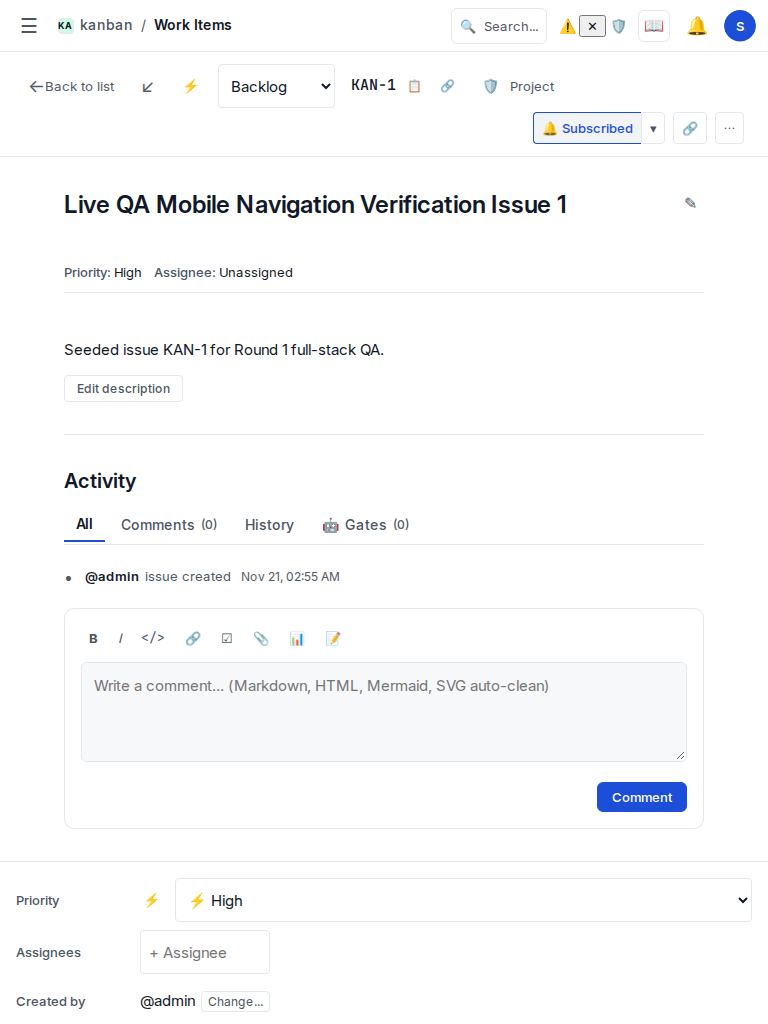 KA kanban / Work Items
Search...
S
Back to list
Backlog
KAN-1
Project
Subscribed
Live QA Mobile Navigation Verification Issue 1
Priority: High Assignee: Unassigned
Seeded issue KAN-1 for Round 1 full-stack QA.
Edit description
Activity
All Comments (0) History Gates (0)
@admin issue created Nov 21, 02:55 AM
B I </>
Write a comment... (Markdown, HTML, Mermaid, SVG auto-clean)
Comment
Priority
High
Assignees
+ Assignee
Created by
@admin Change...